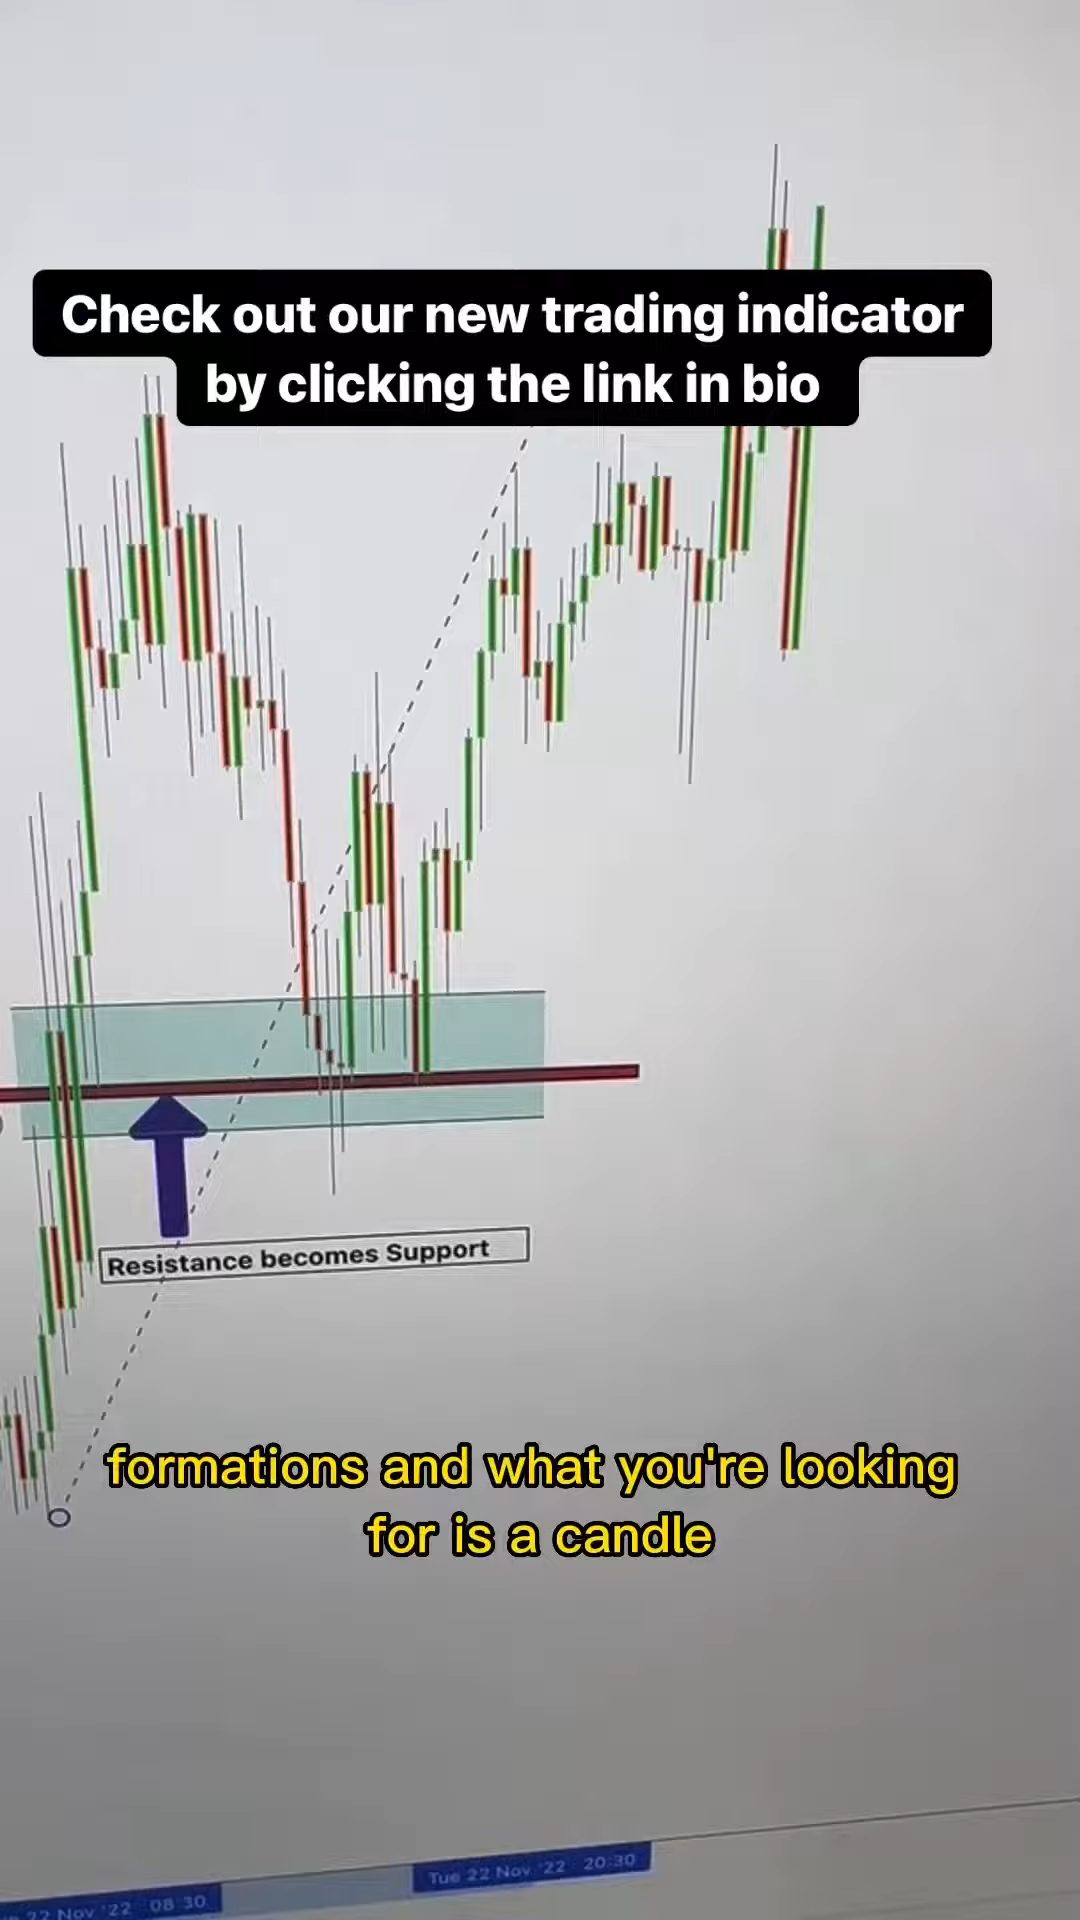 Check out our new trading indicator
by clicking the link in bio
Resistance becomes Support
formations and what you're looking
for is a candle
Tue 22 Nov '22 20:30
22 Nov '22 08:30